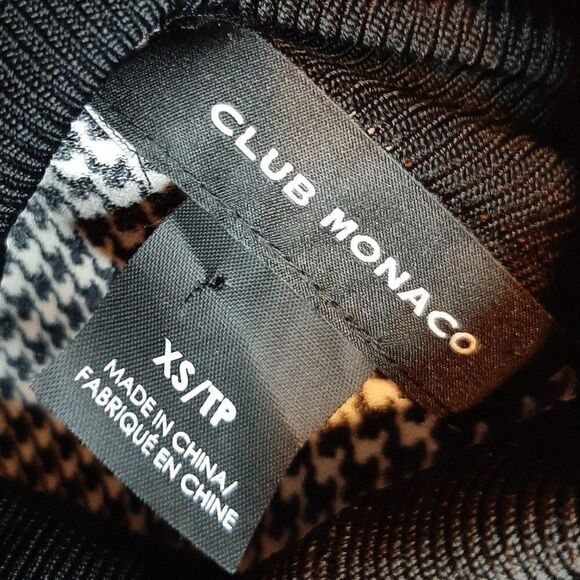 CLUB MONACO
XS/TP
MADE IN CHINA/
FABRIQUÉ EN CHINE